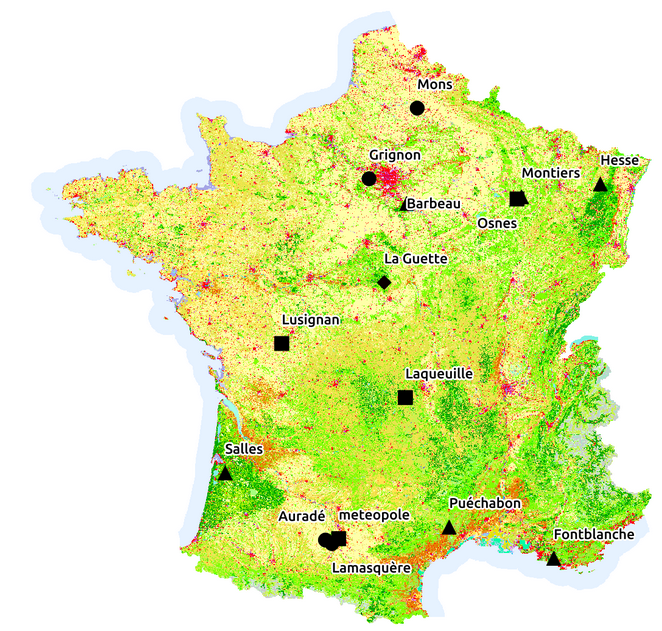 Mons
Grignon
Hesse
Montiers
Barbeau
Osnes
La Guette
Lusignan
Laqueuille
Salles
Puéchabon
Auradé
meteopole
Fontblanche
Lamasquère